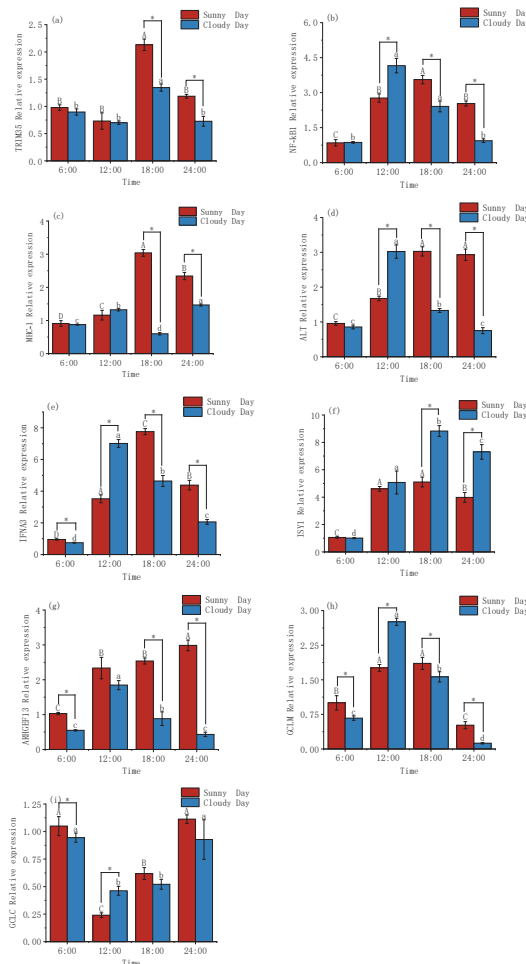 (a)
Sunny Day
Cloudy Day
TRIM35 Relative expression
2.5
2.0
1.5
1.0
0.5
0.0
B b B b A a B b
* *
6:00 12:00 18:00 24:00
Time
(b)
Sunny Day
Cloudy Day
NF-kB1 Relative expression
6.0
4.5
3.0
1.5
0.0
C b B a A b B b
* * *
6:00 12:00 18:00 24:00
Time
(c)
Sunny Day
Cloudy Day
Relative expression
4
3
2
1
0
D c C b A d B a
* *
6:00 12:00 18:00 24:00
Time
(d)
Sunny Day
Cloudy Day
ALT Relative expression
4
3
2
1
0
C c B a A b A c
* * *
6:00 12:00 18:00 24:00
Time
(e)
Sunny Day
Cloudy Day
IFNA3 Relative expression
8
6
4
2
0
D d A a C b B c
* * * *
6:00 12:00 18:00 24:00
Time
(f)
Sunny Day
Cloudy Day
ISY1 Relative expression
10
8
6
4
2
0
C d A a A b B c
* *
6:00 12:00 18:00 24:00
Time
(g)
Sunny Day
Cloudy Day
ARHGEF13 Relative expression
4
3
2
1
0
C c B a B b A c
* * *
6:00 12:00 18:00 24:00
Time
(h)
Sunny Day
Cloudy Day
GCLM Relative expression
3.00
2.25
1.50
0.75
0.00
B c A a A b C d
* * * *
6:00 12:00 18:00 24:00
Time
(i)
Sunny Day
Cloudy Day
GCLC Relative expression
1.25
1.00
0.75
0.50
0.25
0.00
A a C b B b A a
* *
6:00 12:00 18:00 24:00
Time